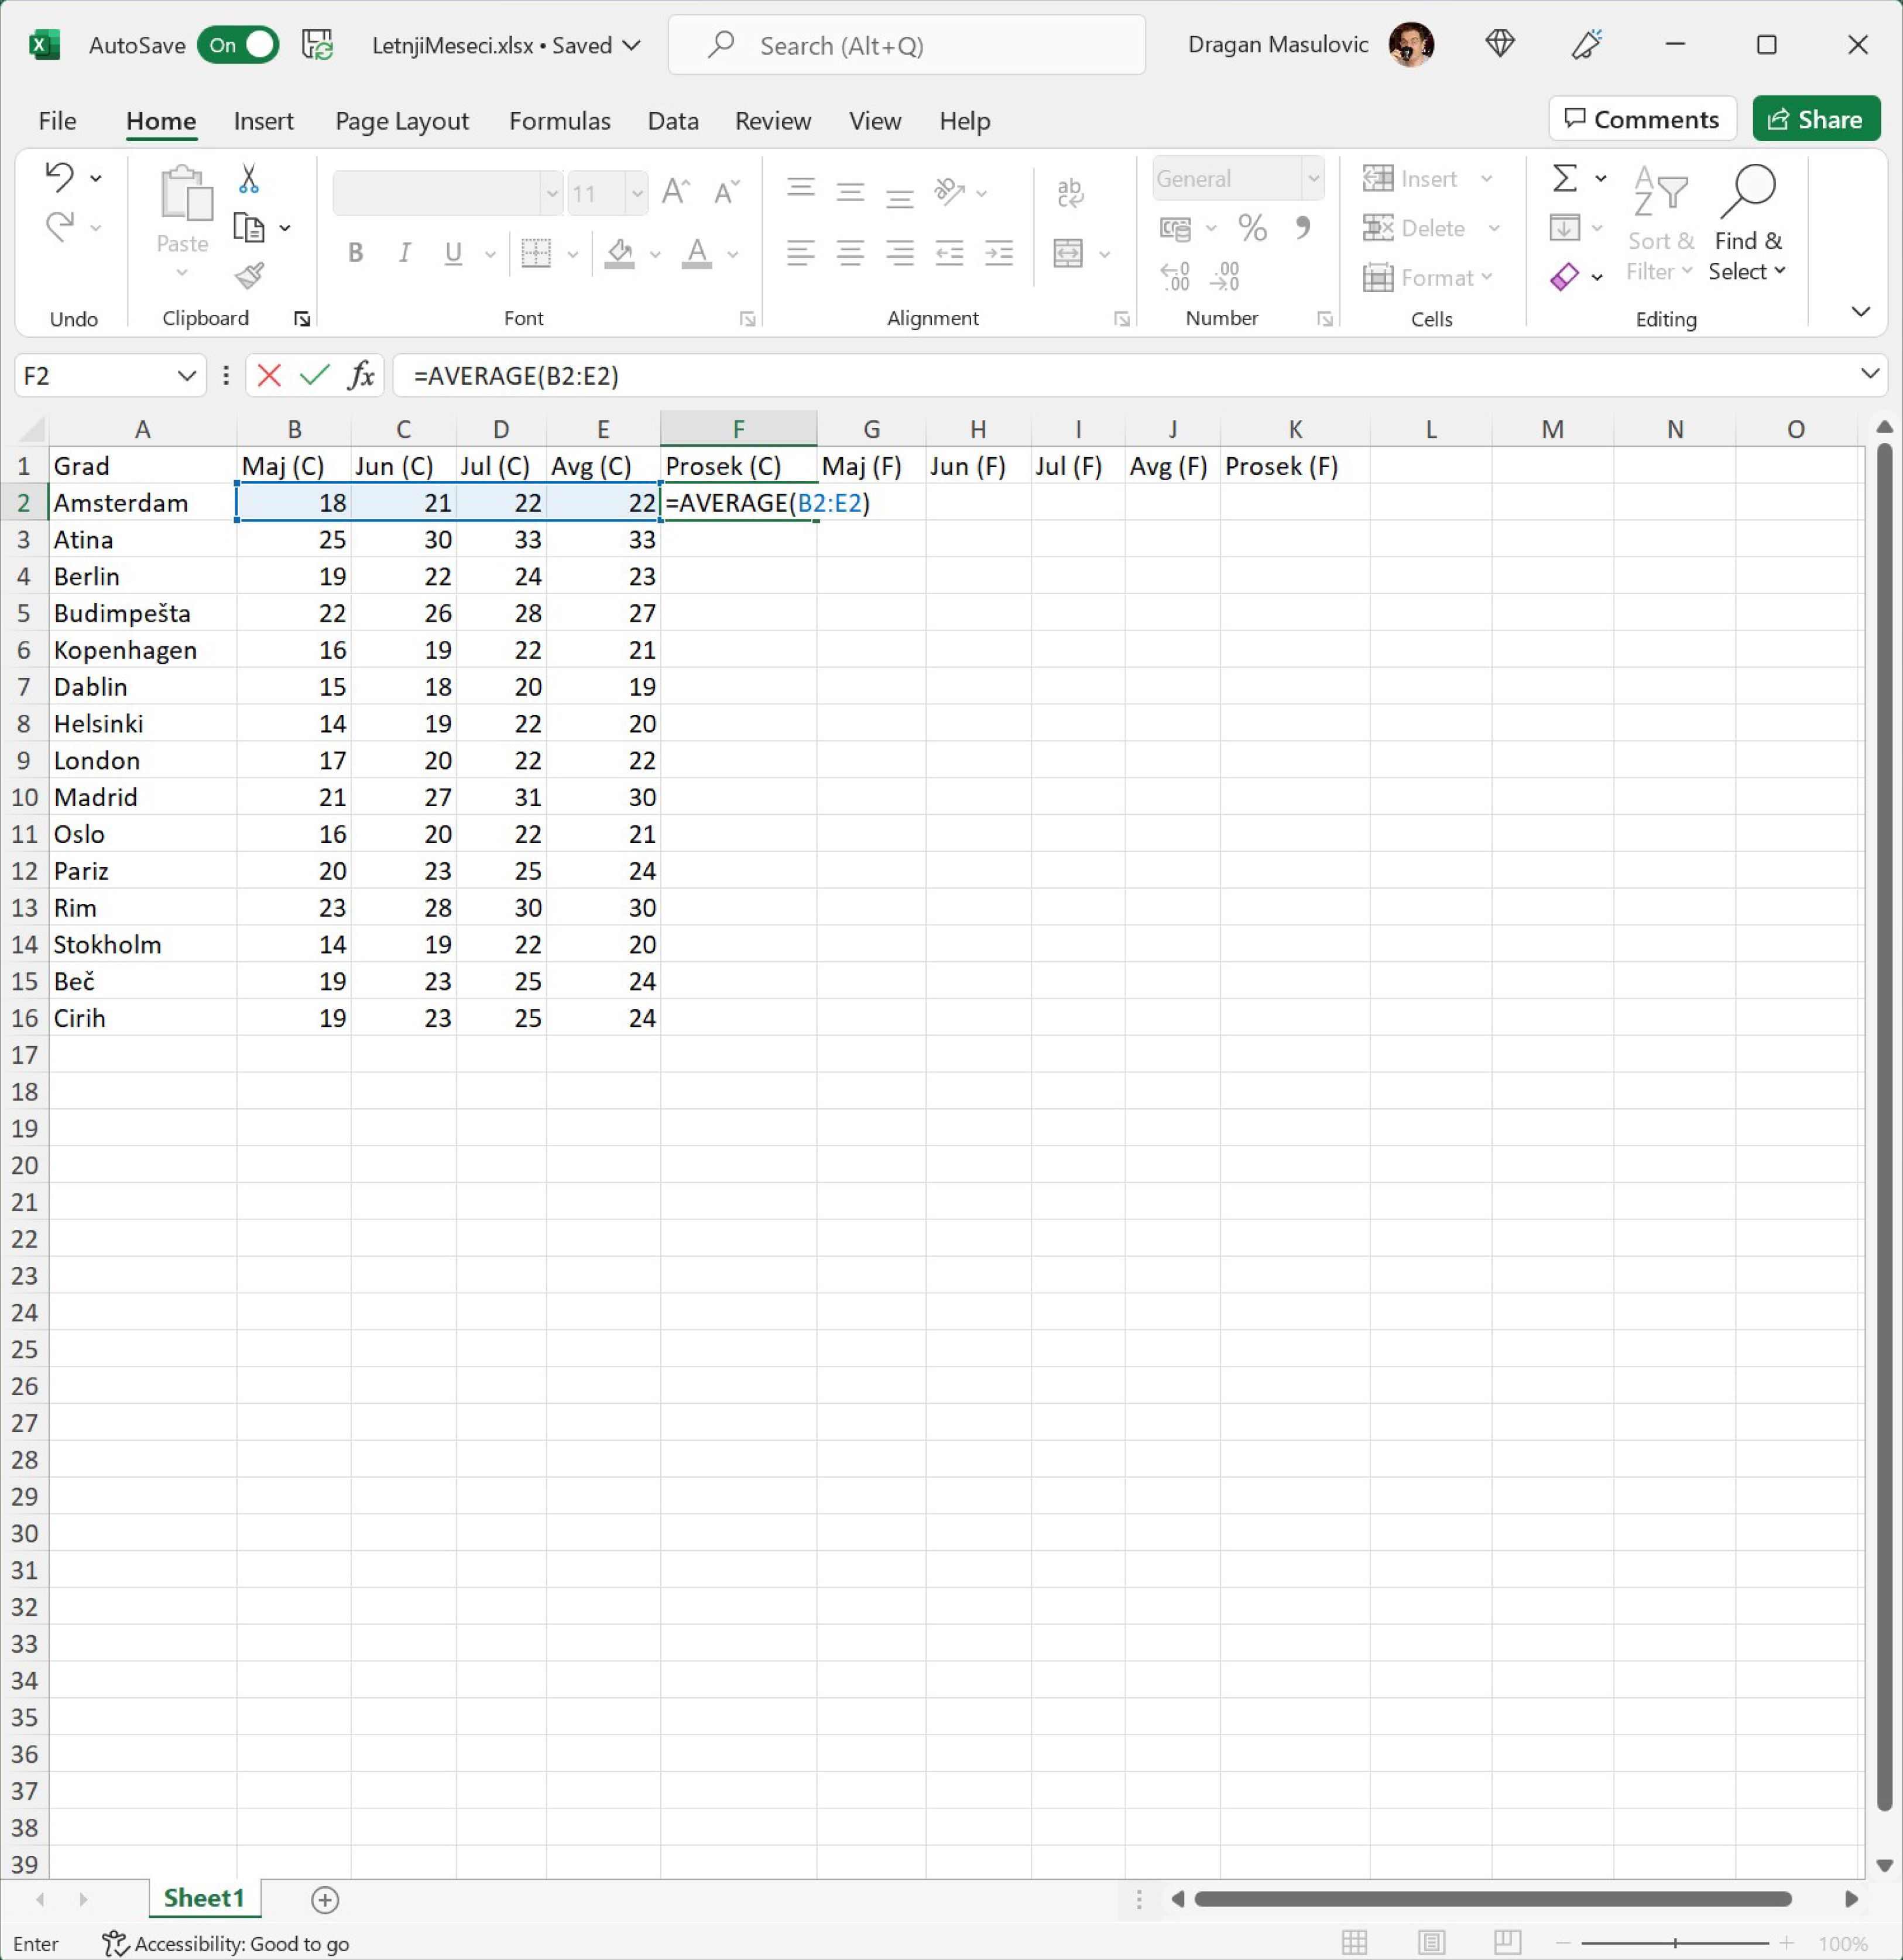 AutoSave On LetnjiMeseci.xlsx • Saved Search (Alt+Q) Dragan Masulovic
File Home Insert Page Layout Formulas Data Review View Help Comments Share
Paste
11
B I U A
ab
General
% 9
Insert
Delete
Format
Sort & Filter
Find & Select
Undo Clipboard Font Alignment Number Cells Editing
F2 fx =AVERAGE(B2:E2)
A B C D E F G H I J K L M N O
1 Grad Maj (C) Jun (C) Jul (C) Avg (C) Prosek (C) Maj (F) Jun (F) Jul (F) Avg (F) Prosek (F)
2 Amsterdam 18 21 22 22 =AVERAGE(B2:E2)
3 Atina 25 30 33 33
4 Berlin 19 22 24 23
5 Budimpešta 22 26 28 27
6 Kopenhagen 16 19 22 21
7 Dablin 15 18 20 19
8 Helsinki 14 19 22 20
9 London 17 20 22 22
10 Madrid 21 27 31 30
11 Oslo 16 20 22 21
12 Pariz 20 23 25 24
13 Rim 23 28 30 30
14 Stokholm 14 19 22 20
15 Beč 19 23 25 24
16 Cirih 19 23 25 24
17
18
19
20
21
22
23
24
25
26
27
28
29
30
31
32
33
34
35
36
37
38
39
Sheet1
Enter Accessibility: Good to go 100%